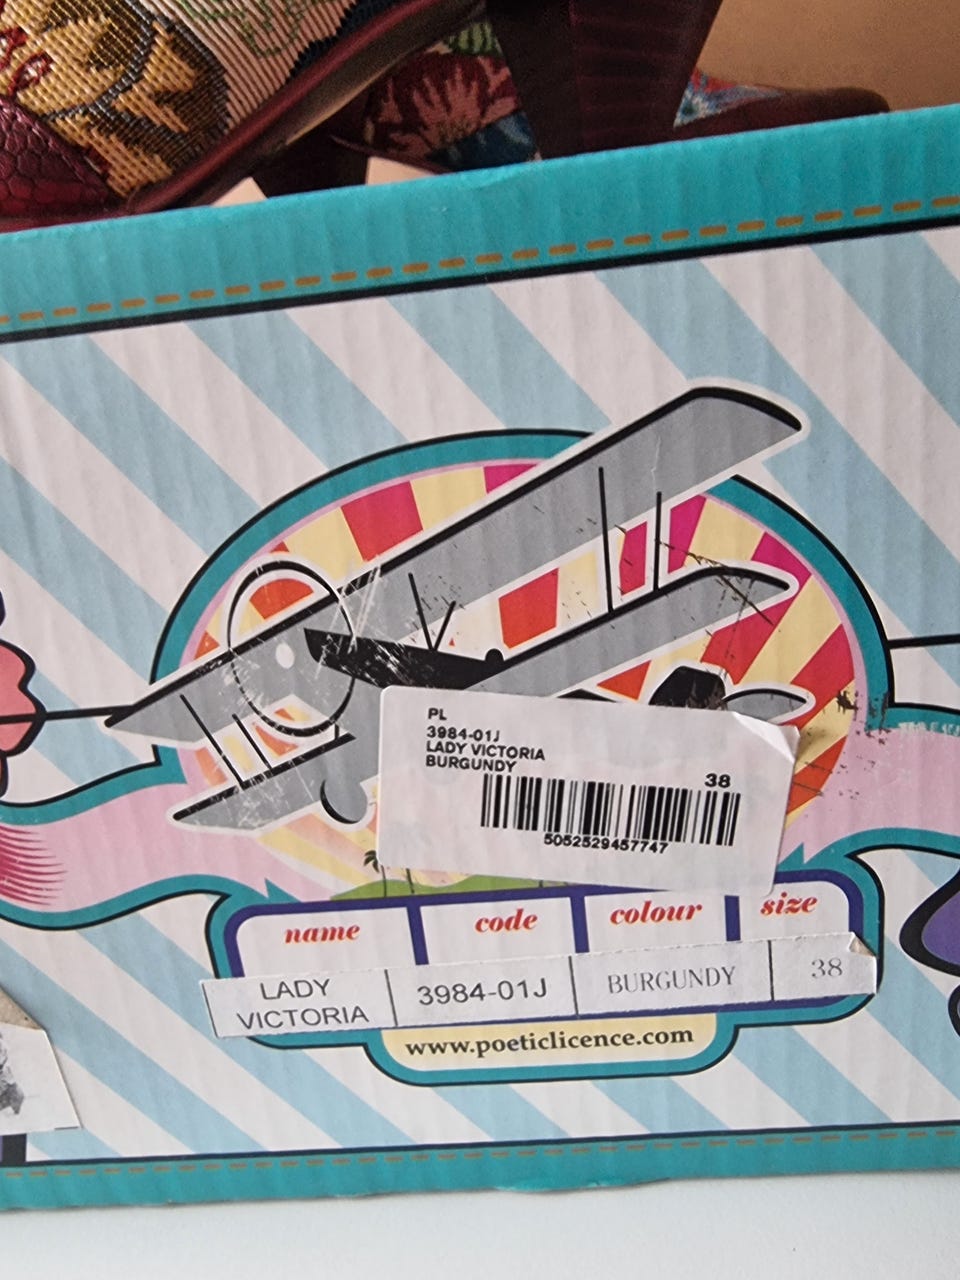 PL
3984-01J
LADY VICTORIA
BURGUNDY
38
5052529457747
name code colour size
LADY VICTORIA 3984-01J BURGUNDY 38
www.poeticlicence.com